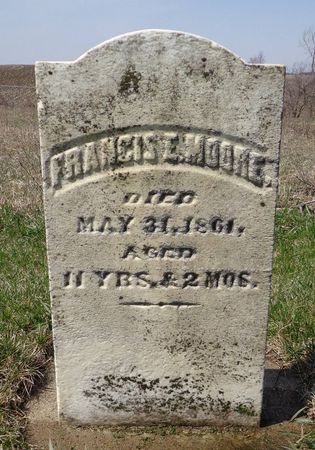 FRANCIS E. MOORE.
DIED
MAY 31, 1861.
AGED
11 YRS. & 2 MOS.